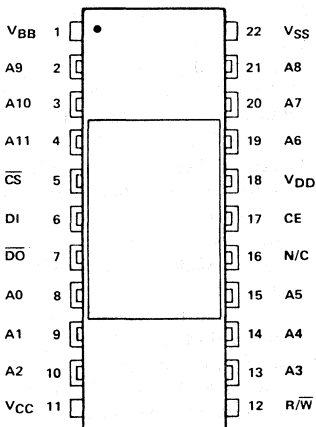 VBB 1 22 VSS
A9 2 21 A8
A10 3 20 A7
A11 4 19 A6
C̅S̅ 5 18 VDD
DI 6 17 CE
D̅O̅ 7 16 N/C
A0 8 15 A5
A1 9 14 A4
A2 10 13 A3
VCC 11 12 R/W̅